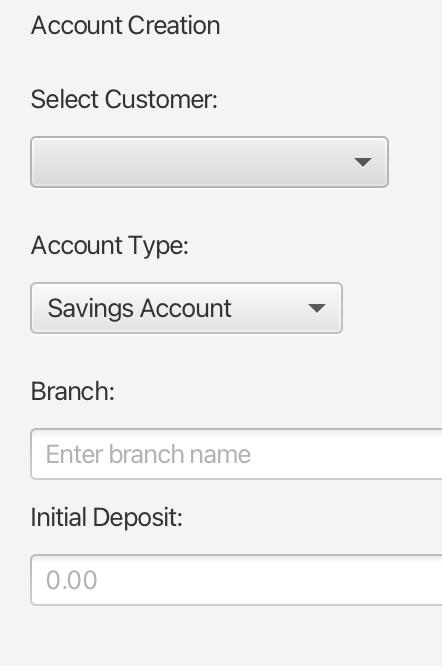 Account Creation
Select Customer:
Account Type:
Savings Account
Branch:
Enter branch name
Initial Deposit:
0.00